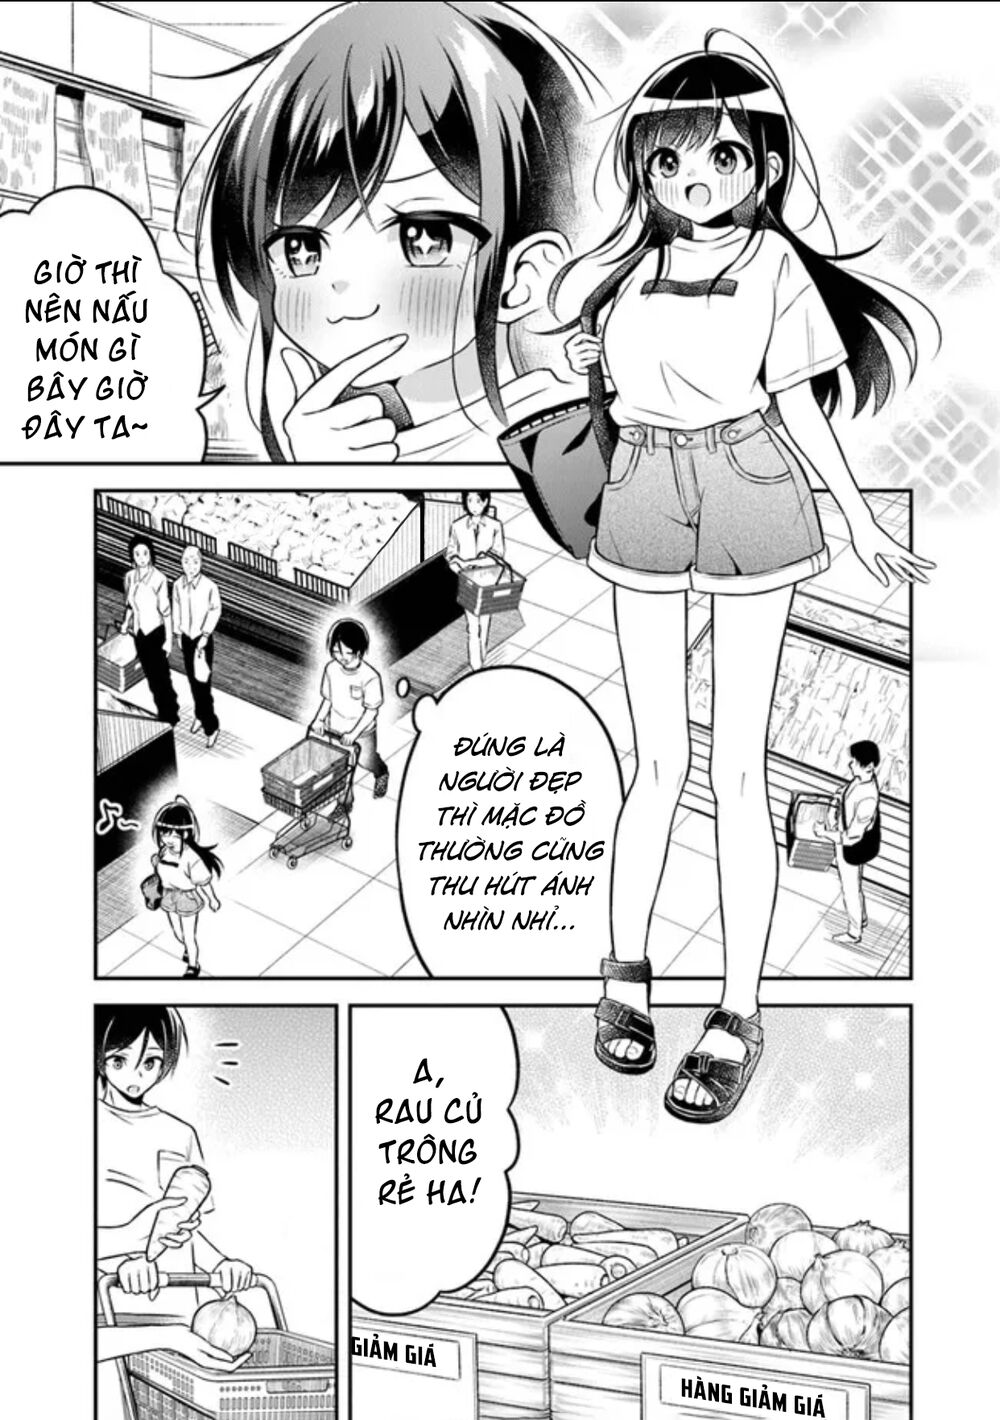 GIỜ THÌ
NÊN NẤU
MÓN GÌ
BÂY GIỜ
ĐÂY TA~
ĐÚNG LÀ
NGƯỜI ĐẸP
THÌ MẶC ĐỒ
THƯỜNG CŨNG
THU HÚT ÁNH
NHÌN NHỈ...
A,
RAU CỦ
TRÔNG
RẺ HA!
GIẢM GIÁ
HÀNG GIẢM GIÁ